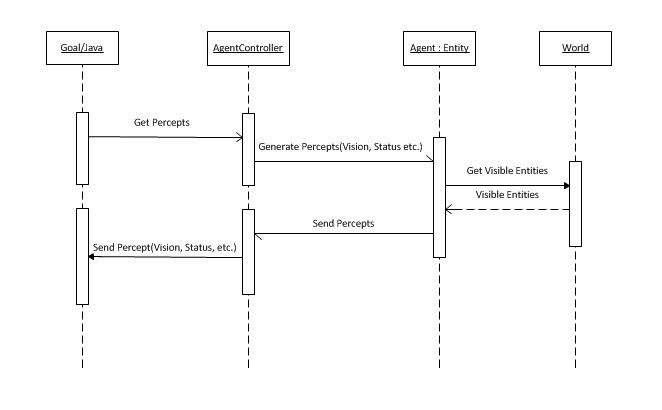 Goal/Java
AgentController
Agent : Entity
World
Get Percepts
Generate Percepts(Vision, Status etc.)
Get Visible Entities
Visible Entities
Send Percepts
Send Percept(Vision, Status, etc.)